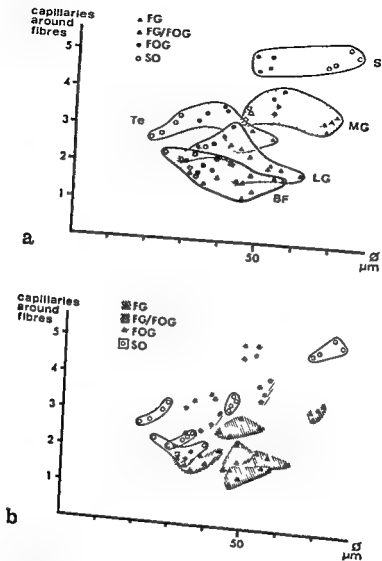 capillaries
around
fibres
FG
FG/FOG
FOG
SO
5
4
3
2
1
S
Te
MG
LG
BF
50
Ø
μm
a
capillaries
around
fibres
FG
FG/FOG
FOG
SO
5
4
3
2
1
50
Ø
μm
b